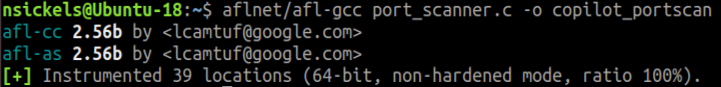 nsickels@Ubuntu-18:~$ aflnet/afl-gcc port_scanner.c -o copilot_portscan
afl-cc 2.56b by <lcamtuf@google.com>
afl-as 2.56b by <lcamtuf@google.com>
[+] Instrumented 39 locations (64-bit, non-hardened mode, ratio 100%).